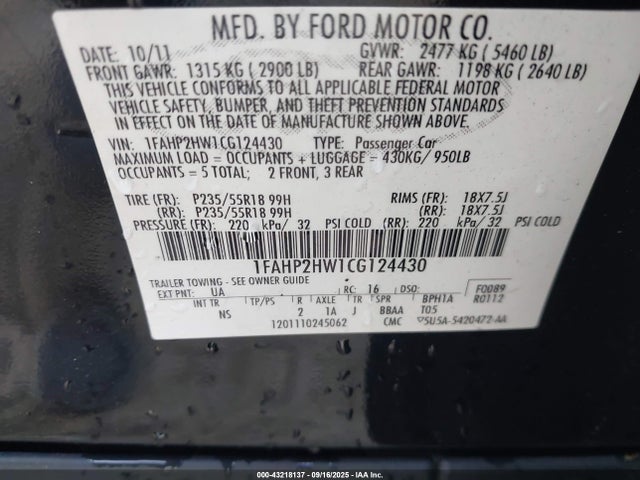 MFD. BY FORD MOTOR CO.
DATE: 10/11 GVWR: 2477 KG ( 5460 LB)
FRONT GAWR: 1315 KG ( 2900 LB) REAR GAWR: 1198 KG ( 2640 LB)
THIS VEHICLE CONFORMS TO ALL APPLICABLE FEDERAL MOTOR
VEHICLE SAFETY, BUMPER, AND THEFT PREVENTION STANDARDS
IN EFFECT ON THE DATE OF MANUFACTURE SHOWN ABOVE.
VIN: 1FAHP2HW1CG124430 TYPE: Passenger Car
MAXIMUM LOAD = OCCUPANTS + LUGGAGE = 430KG/ 950LB
OCCUPANTS = 5 TOTAL; 2 FRONT, 3 REAR
TIRE (FR): P235/55R18 99H RIMS (FR): 18X7.5J
(RR): P235/55R18 99H (RR): 18X7.5J
PRESSURE (FR): 220 kPa/ 32 PSI COLD (RR): 220 kPa/ 32 PSI COLD
1FAHP2HW1CG124430
TRAILER TOWING - SEE OWNER GUIDE
EXT PNT: UA RC: 16 DSO: F0089
INT TR TP/PS R AXLE TR SPR BPH1A R0112
NS 2 1A J BBAA T05
1201110245062 CMC 5U5A-5420472-AA
000-43218137 - 09/16/2025 - IAA Inc.